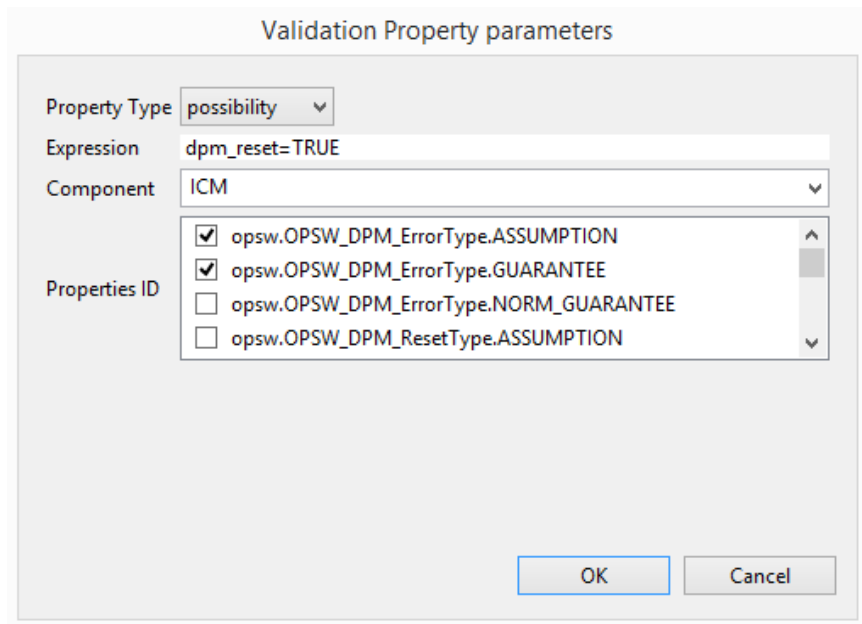 Validation Property parameters
Property Type possibility
Expression dpm_reset=TRUE
Component ICM
opsw.OPSW_DPM_ErrorType.ASSUMPTION
opsw.OPSW_DPM_ErrorType.GUARANTEE
Properties ID
opsw.OPSW_DPM_ErrorType.NORM_GUARANTEE
opsw.OPSW_DPM_ResetType.ASSUMPTION
OK Cancel